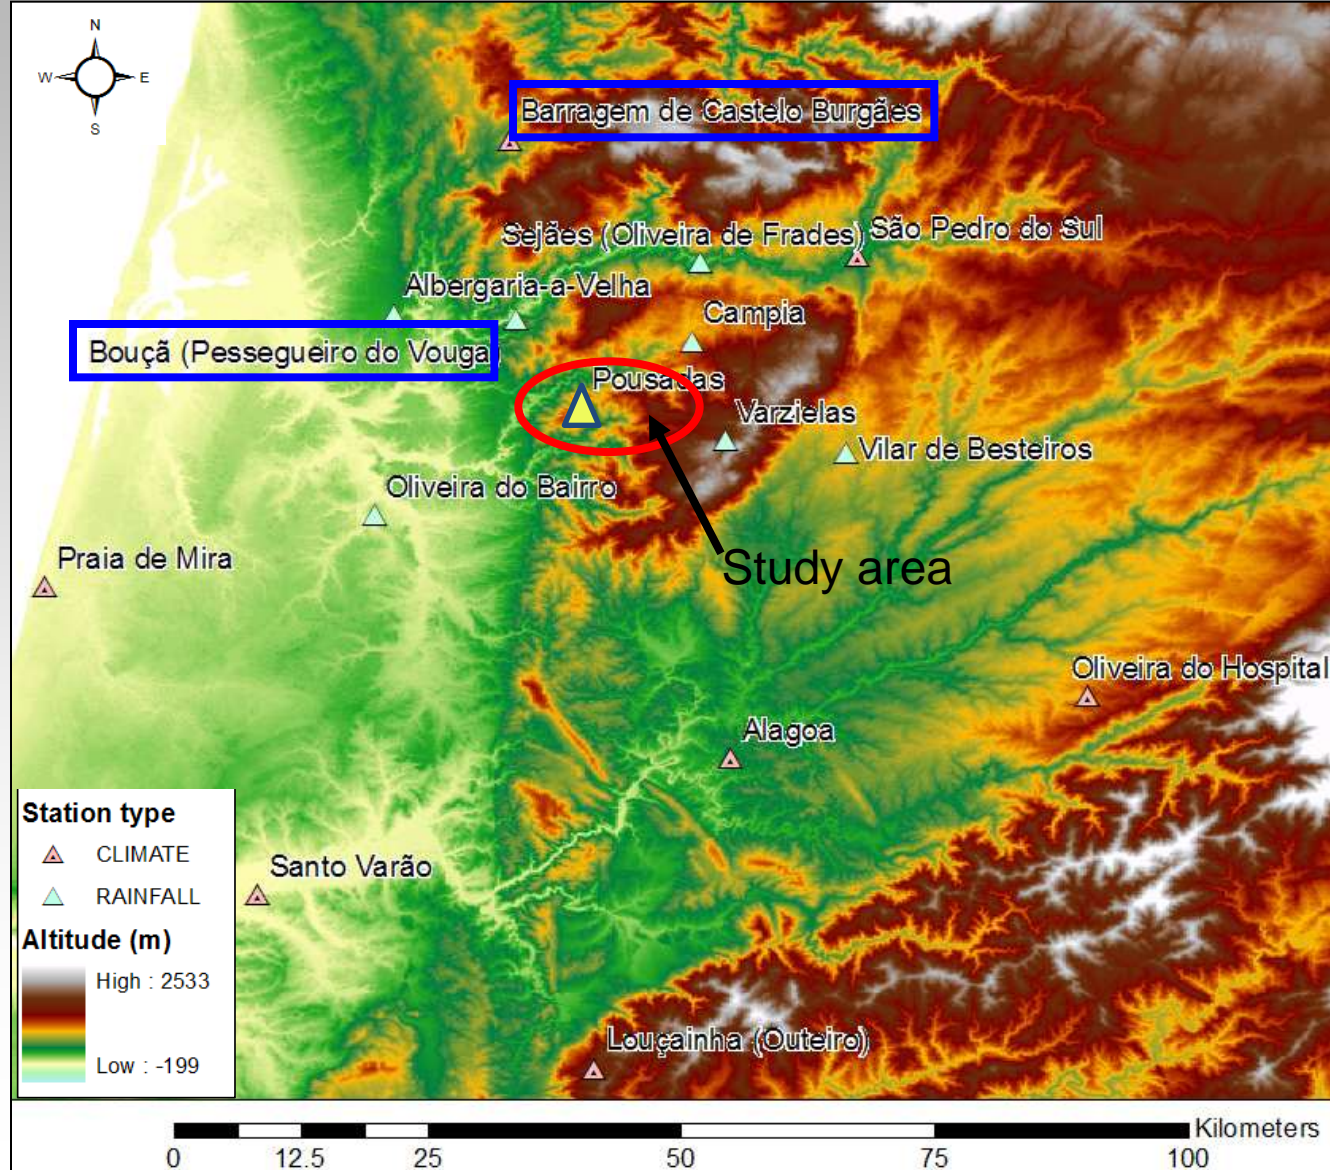 N
W E
S
Barragem de Castelo Burgães
Sejães (Oliveira de Frades)
São Pedro do Sul
Albergaria-a-Velha
Campia
Bouçã (Pessegueiro do Vouga
Pousadas
Varzielas
Vilar de Besteiros
Oliveira do Bairro
Praia de Mira
Study area
Oliveira do Hospital
Alagoa
Station type
CLIMATE
RAINFALL
Santo Varão
Altitude (m)
High : 2533
Low : -199
Louçainha (Outeiro)
Kilometers
0 12.5 25 50 75 100